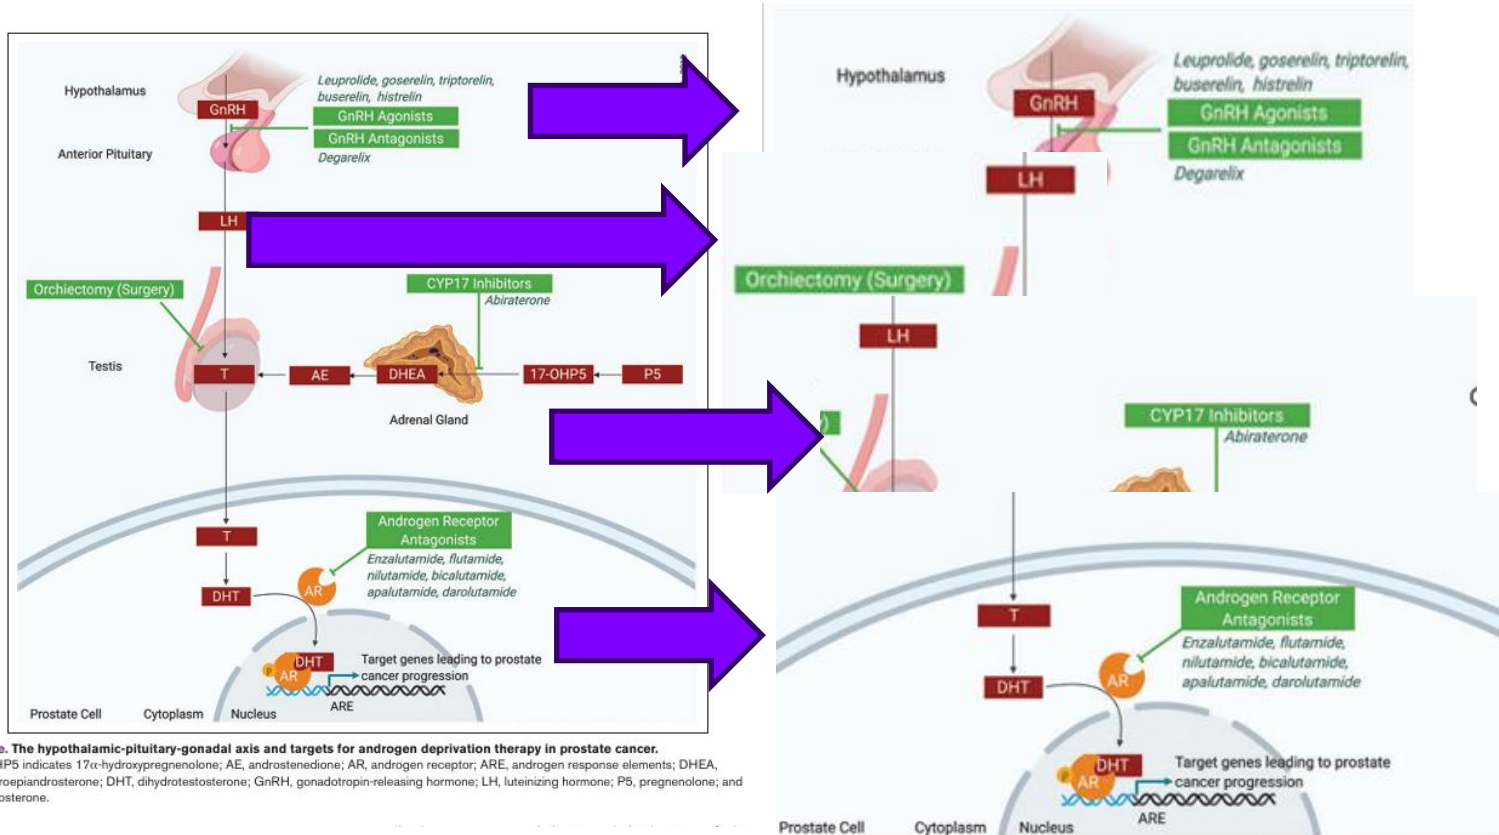 Hypothalamus
GnRH
Leuprolide, goserelin, triptorelin,
buserelin, histrelin
GnRH Agonists
GnRH Antagonists
Degarelix
Anterior Pituitary
LH
Orchiectomy (Surgery)
CYP17 Inhibitors
Abiraterone
Testis
T
AE
DHEA
17-OHP5
P5
Adrenal Gland
T
Androgen Receptor
Antagonists
Enzalutamide, flutamide,
nilutamide, bicalutamide,
apalutamide, darolutamide
DHT
AR
DHT
P
AR
Target genes leading to prostate
cancer progression
ARE
Prostate Cell
Cytoplasm
Nucleus
e. The hypothalamic-pituitary-gonadal axis and targets for androgen deprivation therapy in prostate cancer.
HP5 indicates 17α-hydroxypregnenolone; AE, androstenedione; AR, androgen receptor; ARE, androgen response elements; DHEA,
roepiandrosterone; DHT, dihydrotestosterone; GnRH, gonadotropin-releasing hormone; LH, luteinizing hormone; P5, pregnenolone; and
osterone.
Hypothalamus
GnRH
Leuprolide, goserelin, triptorelin,
buserelin, histrelin
GnRH Agonists
GnRH Antagonists
Degarelix
LH
Orchiectomy (Surgery)
LH
CYP17 Inhibitors
Abiraterone
T
Androgen Receptor
Antagonists
Enzalutamide, flutamide,
nilutamide, bicalutamide,
apalutamide, darolutamide
DHT
AR
DHT
P
AR
Target genes leading to prostate
cancer progression
ARE
Prostate Cell
Cytoplasm
Nucleus